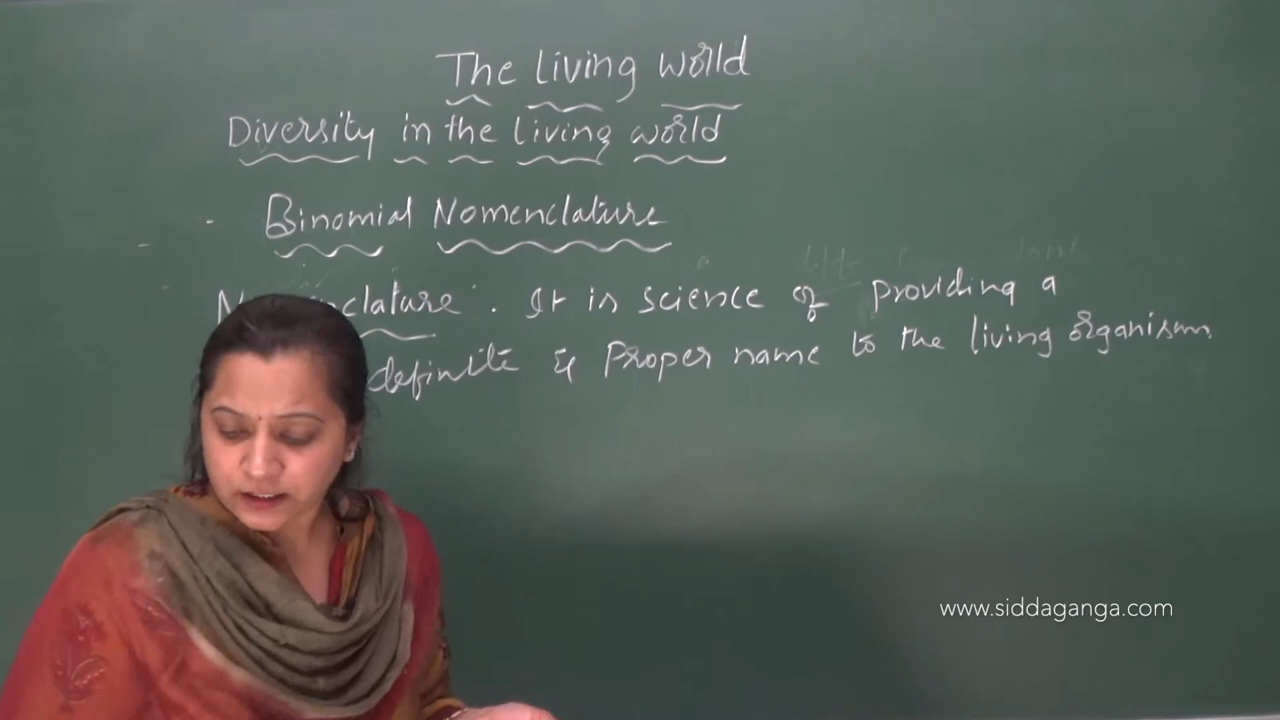 The living world
Diversity in the living world
- Binomial Nomenclature
clature : It is science of providing a
definite & Proper name to the living organisms
www.siddaganga.com